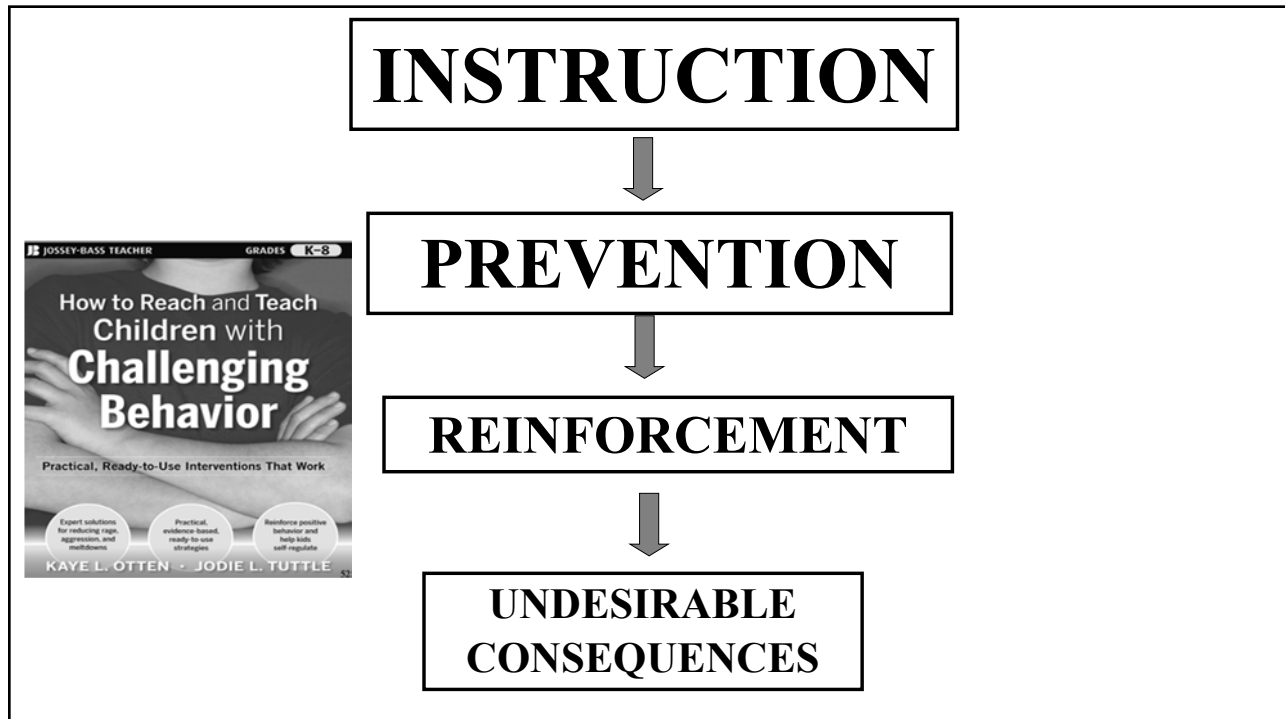 INSTRUCTION
PREVENTION
REINFORCEMENT
UNDESIRABLE
CONSEQUENCES
JB JOSSEY-BASS TEACHER
GRADES K–8
How to Reach and Teach
Children with
Challenging
Behavior
Practical, Ready-to-Use Interventions That Work
Expert solutions
for reducing rage,
aggression, and
meltdowns
Practical,
evidence-based,
ready-to-use
strategies
Reinforce positive
behavior and
help kids
self-regulate
KAYE L. OTTEN · JODIE L. TUTTLE
52